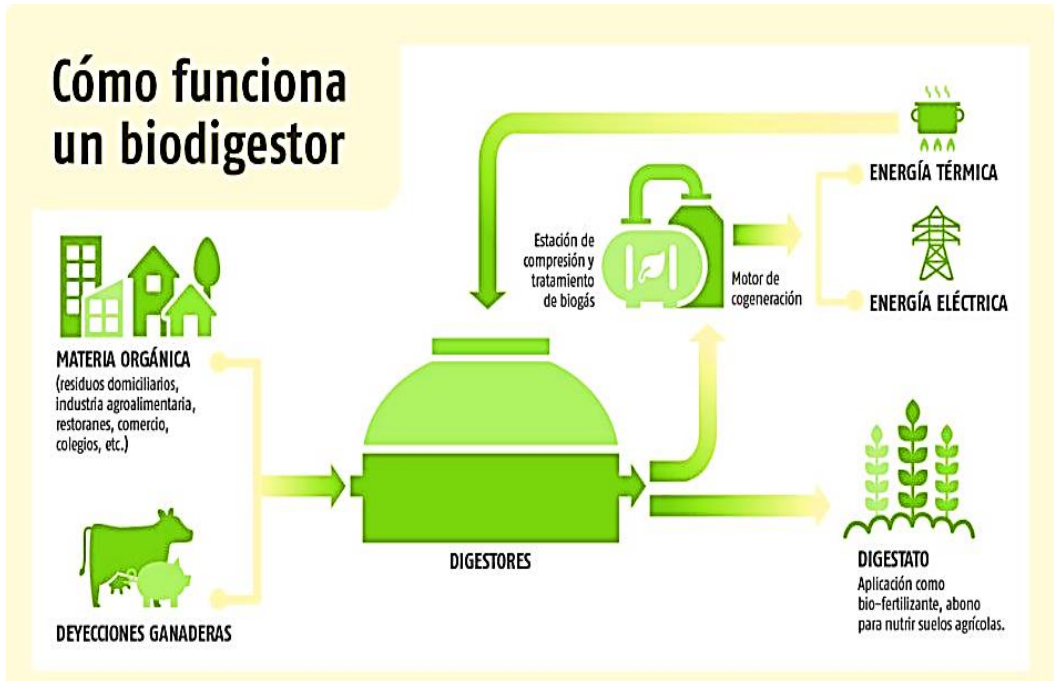 Cómo funciona
un biodigestor
MATERIA ORGÁNICA
(residuos domiciliarios,
industria agroalimentaria,
restoranes, comercio,
colegios, etc.)
DEYECCIONES GANADERAS
DIGESTORES
Estación de
compresión y
tratamiento
de biogás
Motor de
cogeneración
ENERGÍA TÉRMICA
ENERGÍA ELÉCTRICA
DIGESTATO
Aplicación como
bio-fertilizante, abono
para nutrir suelos agrícolas.